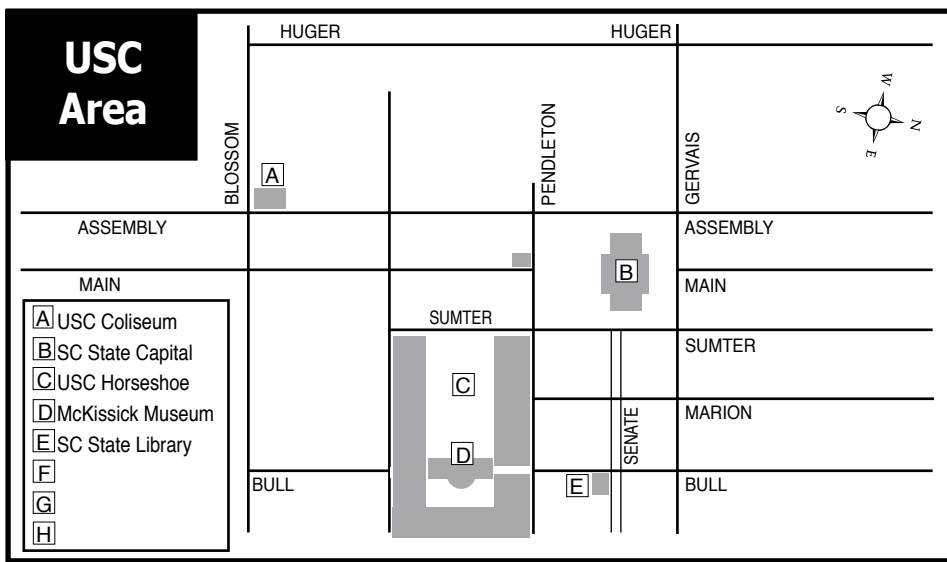 USC
Area
HUGER
HUGER
BLOSSOM
PENDLETON
GERVAIS
W
S
N
E
A
ASSEMBLY
ASSEMBLY
B
MAIN
MAIN
SUMTER
SUMTER
A USC Coliseum
B SC State Capital
C USC Horseshoe
D McKissick Museum
E SC State Library
F
G
H
C
MARION
SENATE
D
BULL
E
BULL